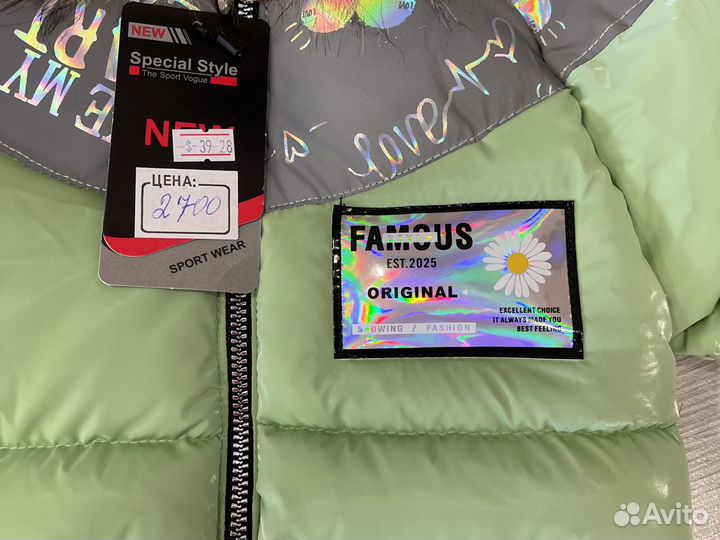 NEW
Special Style
The Sport Vogue
NEW
-$-39-28
ЦЕНА:
2700
SPORT WEAR
MY
LOVE
FAMOUS
EST.2025
ORIGINAL
SHOWING / FASHION
EXCELLENT CHOICE
IT ALWAYS MADE YOU
BEST FEELING
Avito